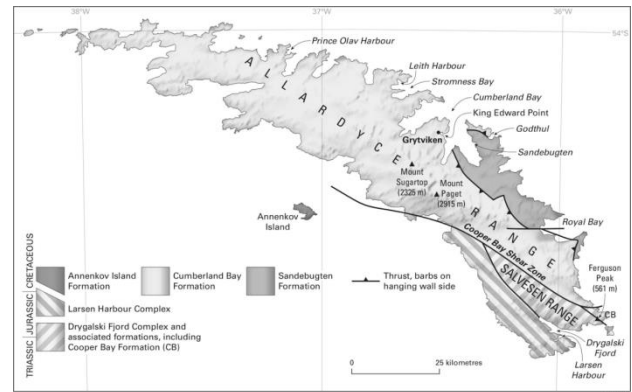 38°W
37°W
36°W
54°S
Prince Olav Harbour
Leith Harbour
Stromness Bay
Cumberland Bay
King Edward Point
Grytviken
Godthul
Sandebugten
ALLARDYCE
RANGE
Mount
Sugartop
(2325 m)
Mount
Paget
(2915 m)
Royal Bay
Annenkov
Island
Cooper Bay Shear Zone
SALVESEN RANGE
Ferguson
Peak
(561 m)
CB
Drygalski
Fjord
Larsen
Harbour
TRIASSIC
JURASSIC
CRETACEOUS
Annenkov Island
Formation
Cumberland Bay
Formation
Sandebugten
Formation
Thrust, barbs on
hanging wall side
Larsen Harbour Complex
Drygalski Fjord Complex and
associated formations, including
Cooper Bay Formation (CB)
0
25 kilometres